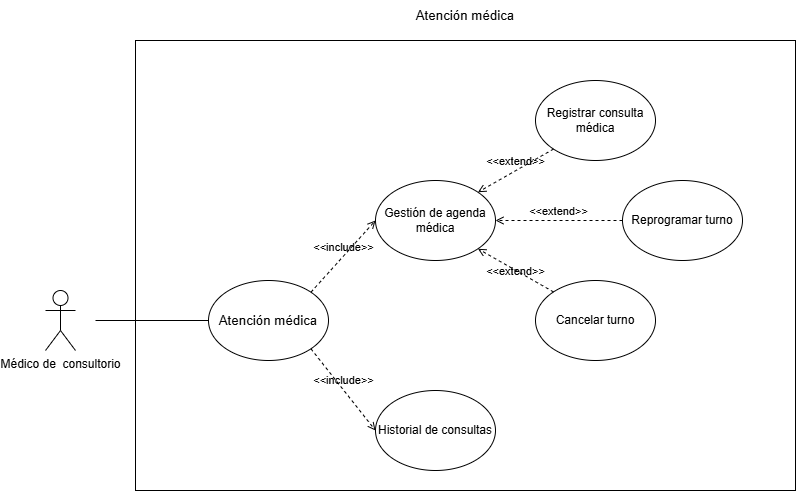 Atención médica
Registrar consulta
médica
<<extend>>
Gestión de agenda
médica
<<extend>>
Reprogramar turno
<<include>>
<<extend>>
Atención médica
Cancelar turno
Médico de consultorio
<<include>>
Historial de consultas